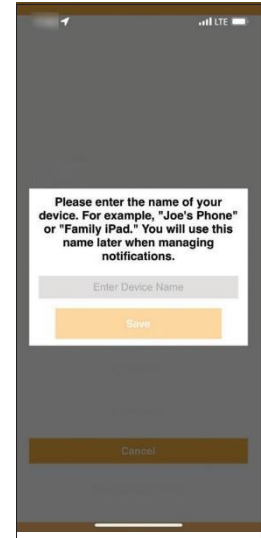 LTE
Please enter the name of your
device. For example, "Joe's Phone"
or "Family iPad." You will use this
name later when managing
notifications.
Enter Device Name
Save
Cancel